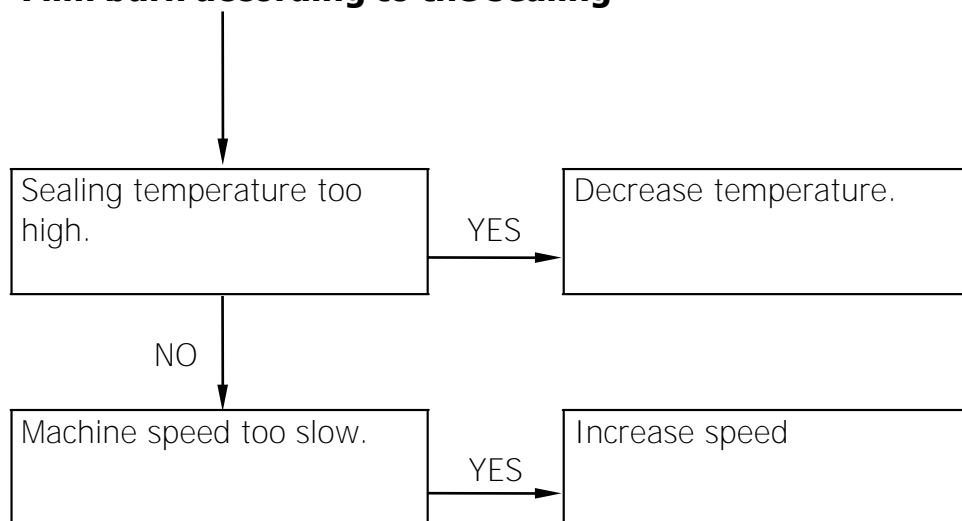 Film burn according to the sealing
Sealing temperature too
high.
YES
Decrease temperature.
NO
Machine speed too slow.
YES
Increase speed